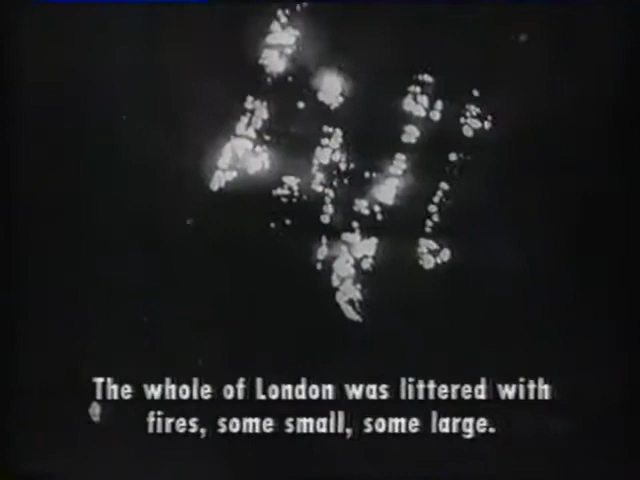 The whole of London was littered with
fires, some small, some large.